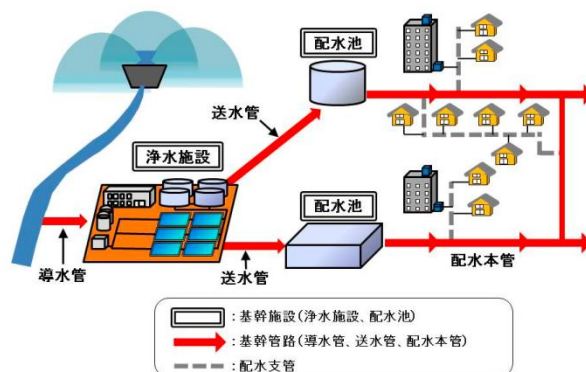 配水池
送水管
浄水施設
配水池
導水管
送水管
配水本管
:基幹施設(浄水施設、配水池)
:基幹管路(導水管、送水管、配水本管)
:配水支管